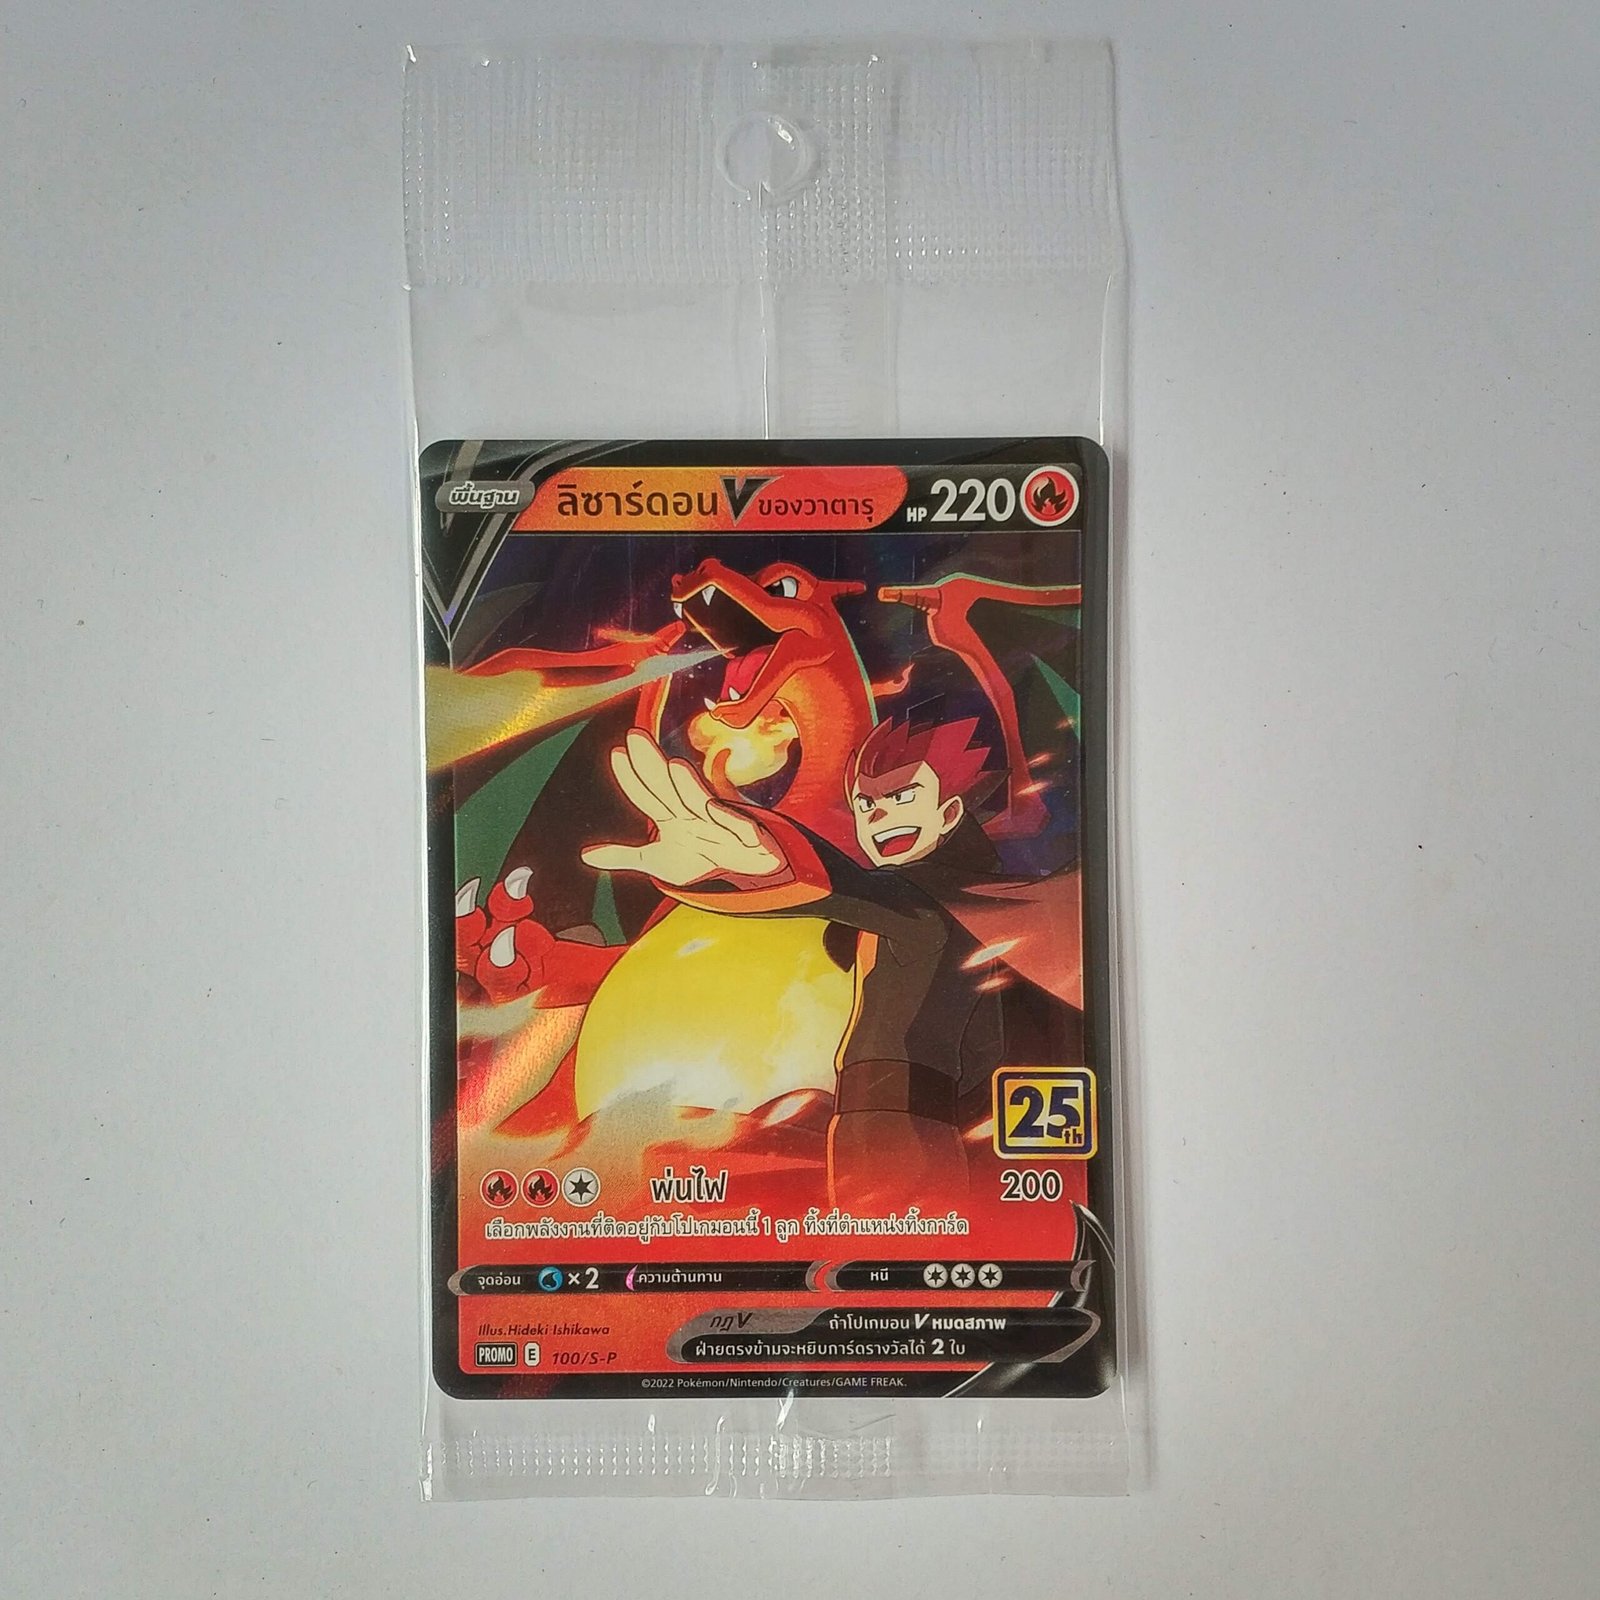 พื้นฐาน
ลิซาร์ดอน V ของวาตารุ HP 220
25th
พ่นไฟ 200
เลือกพลังงานที่ติดอยู่กับโปเกมอนนี้ 1 ลูก ทิ้งที่ตำแหน่งทิ้งการ์ด
จุดอ่อน ×2 ความต้านทาน หนี
กฎV ถ้าโปเกมอน V หมดสภาพ
ฝ่ายตรงข้ามจะหยิบการ์ดรางวัลได้ 2 ใบ
Illus.Hideki Ishikawa
PROMO E 100/S-P
©2022 Pokémon/Nintendo/Creatures/GAME FREAK.